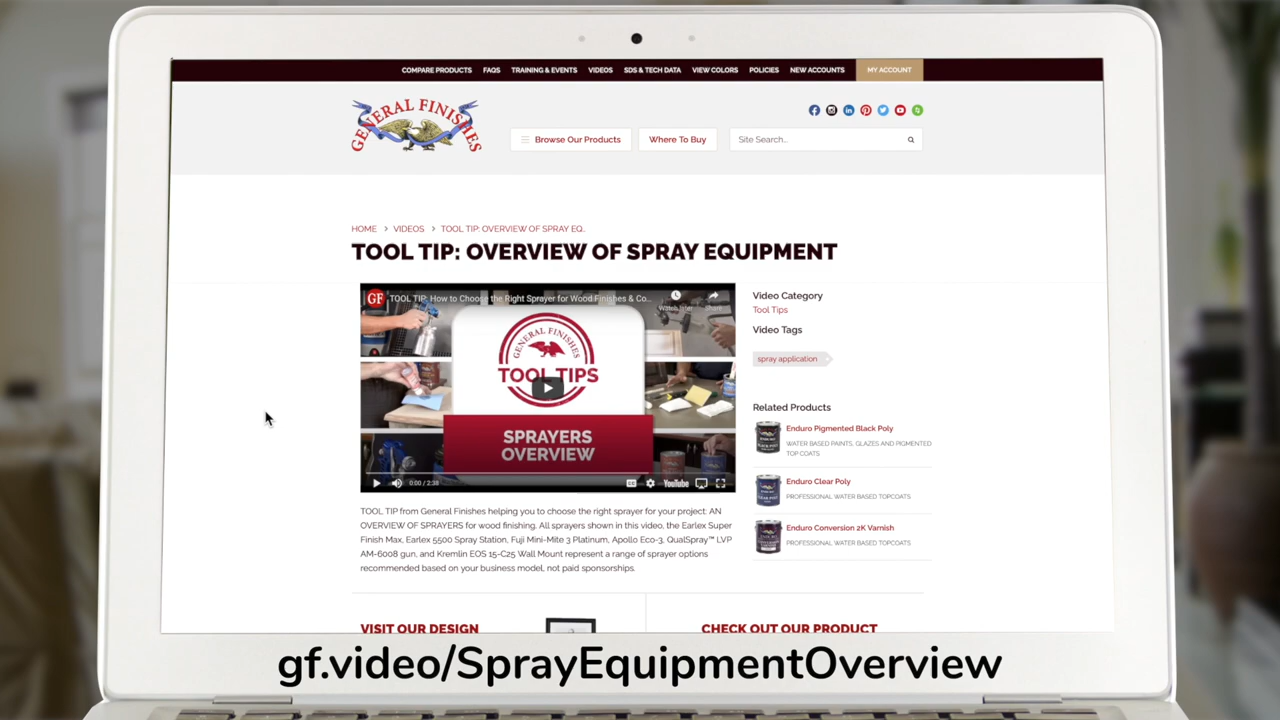 COMPARE PRODUCTS FAQS TRAINING & EVENTS VIDEOS SDS & TECH DATA VIEW COLORS POLICIES NEW ACCOUNTS MY ACCOUNT
GENERAL FINISHES
Browse Our Products Where To Buy Site Search...
HOME > VIDEOS > TOOL TIP: OVERVIEW OF SPRAY EQ..
TOOL TIP: OVERVIEW OF SPRAY EQUIPMENT
GF TOOL TIP: How to Choose the Right Sprayer for Wood Finishes & Co...
Watch later Share
GENERAL FINISHES
TOOL TIPS
SPRAYERS
OVERVIEW
0:00 / 2:38 CC YouTube
Video Category
Tool Tips
Video Tags
spray application
Related Products
Enduro Pigmented Black Poly
WATER BASED PAINTS, GLAZES AND PIGMENTED
TOP COATS
Enduro Clear Poly
PROFESSIONAL WATER BASED TOPCOATS
Enduro Conversion 2K Varnish
PROFESSIONAL WATER BASED TOPCOATS
TOOL TIP from General Finishes helping you to choose the right sprayer for your project: AN
OVERVIEW OF SPRAYERS for wood finishing. All sprayers shown in this video, the Earlex Super
Finish Max, Earlex 5500 Spray Station, Fuji Mini-Mite 3 Platinum, Apollo Eco-3, QualSpray™ LVP
AM-6008 gun, and Kremlin EOS 15-C25 Wall Mount represent a range of sprayer options
recommended based on your business model, not paid sponsorships.
VISIT OUR DESIGN
CHECK OUT OUR PRODUCT
gf.video/SprayEquipmentOverview